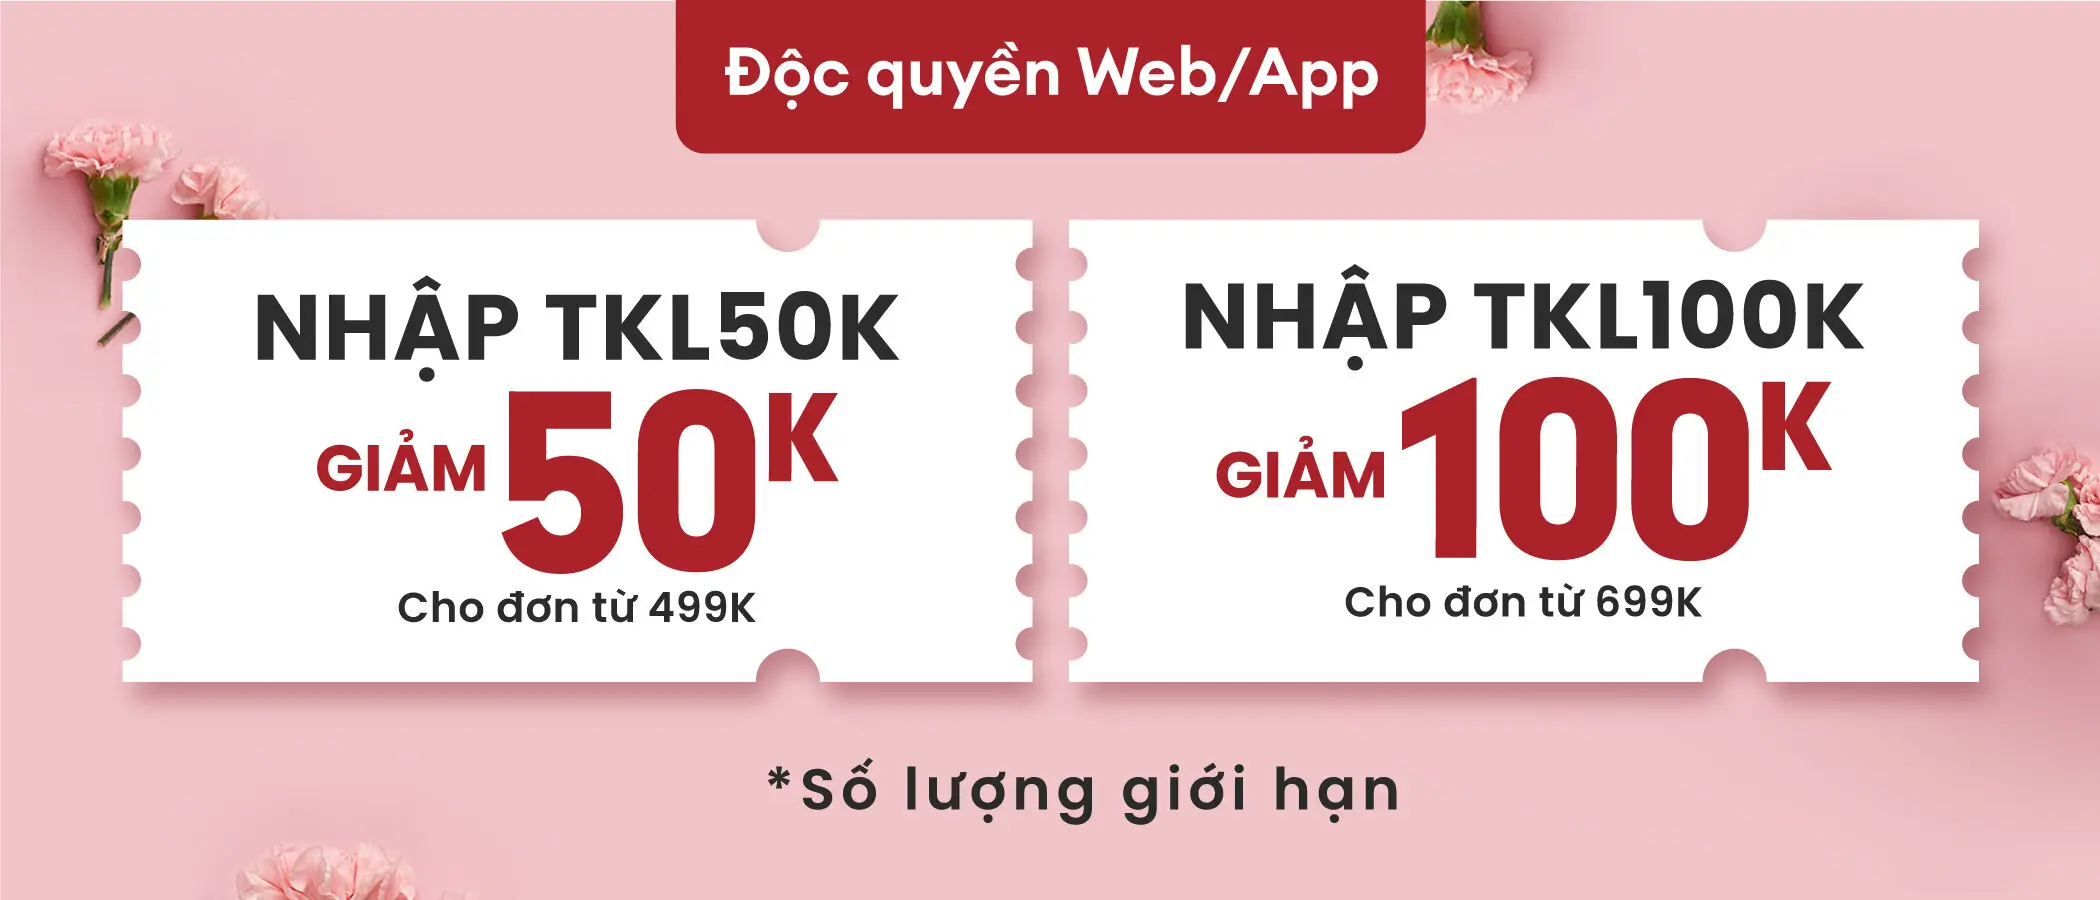 Độc quyền Web/App
NHẬP TKL50K
GIẢM 50K
Cho đơn từ 499K
NHẬP TKL100K
GIẢM 100K
Cho đơn từ 699K
*Số lượng giới hạn